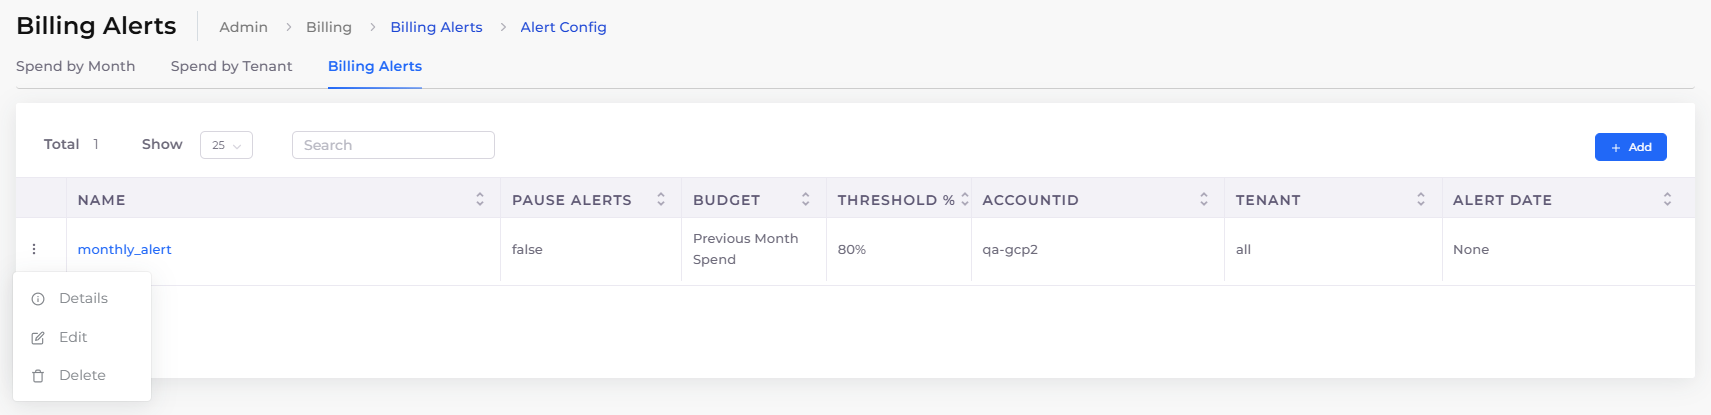 Billing Alerts Admin > Billing > Billing Alerts > Alert Config
Spend by Month Spend by Tenant Billing Alerts
Total 1 Show 25 Search + Add
NAME PAUSE ALERTS BUDGET THRESHOLD % ACCOUNTID TENANT ALERT DATE
monthly_alert false Previous Month Spend 80% qa-gcp2 all None
Details
Edit
Delete